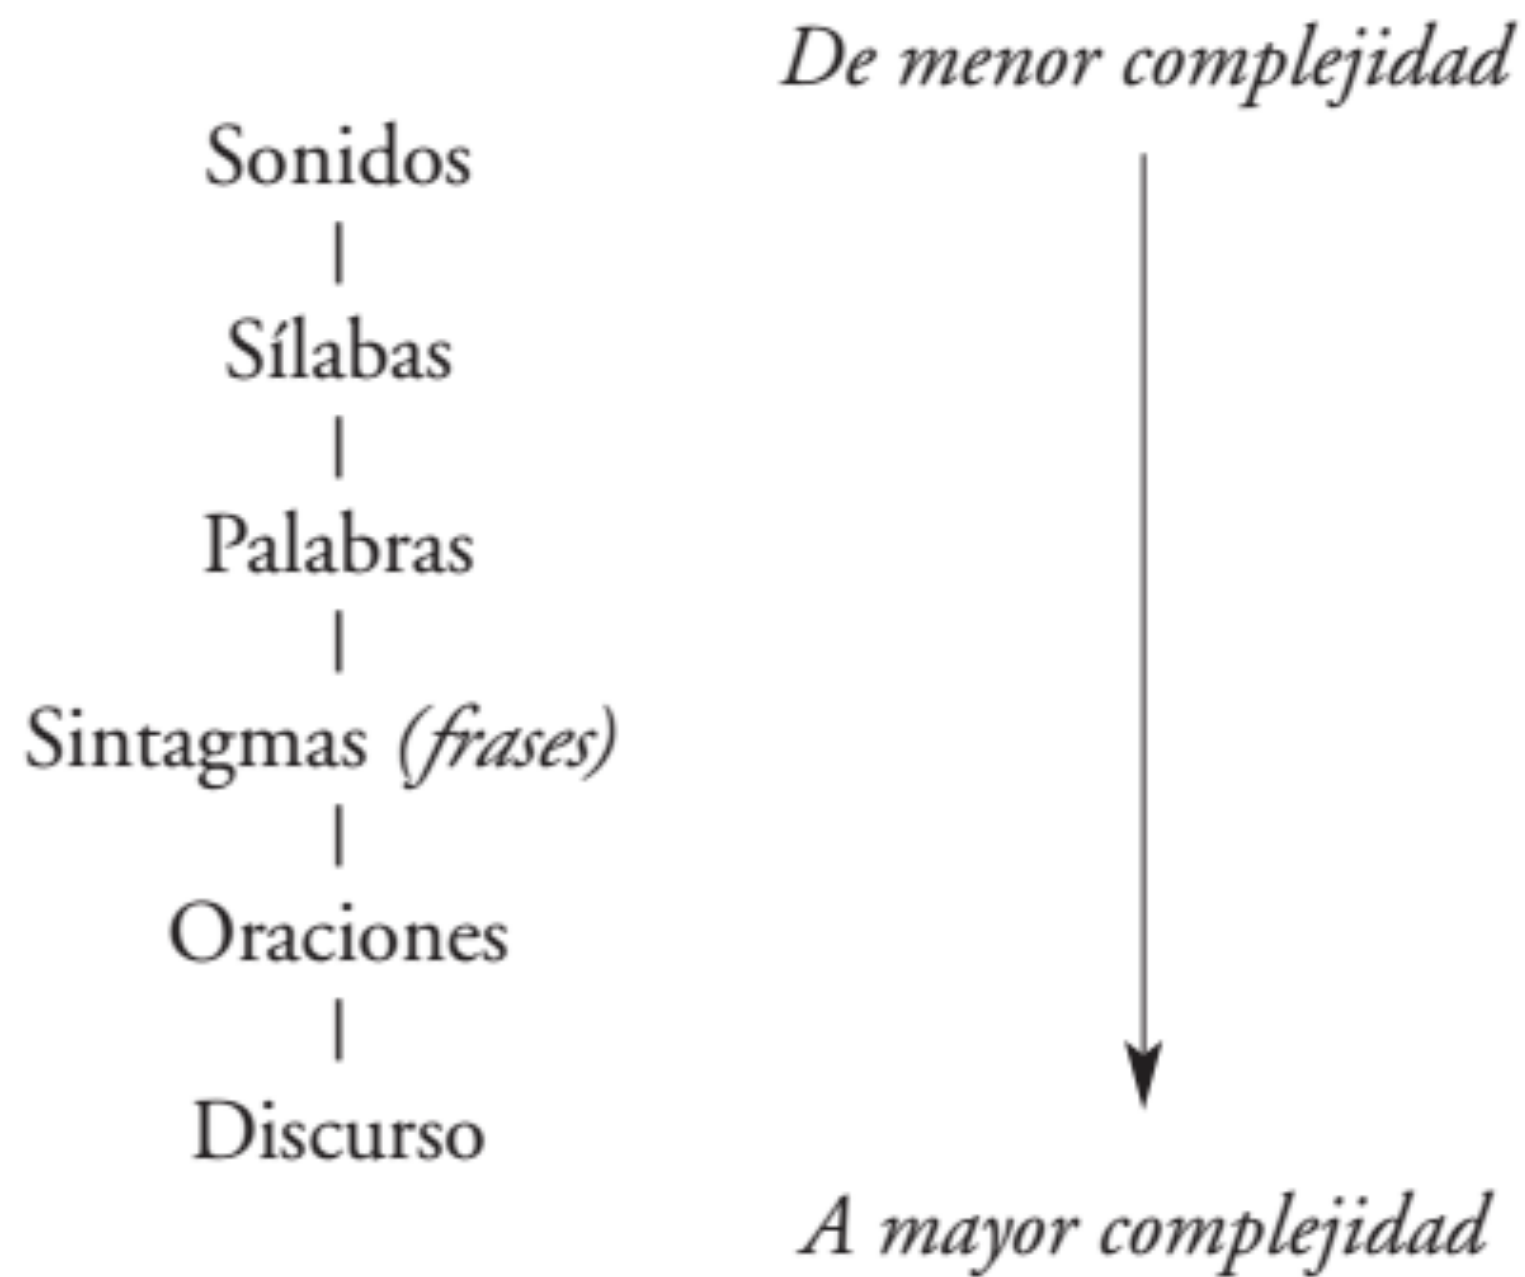 De menor complejidad
Sonidos
Sílabas
Palabras
Sintagmas (frases)
Oraciones
Discurso
A mayor complejidad